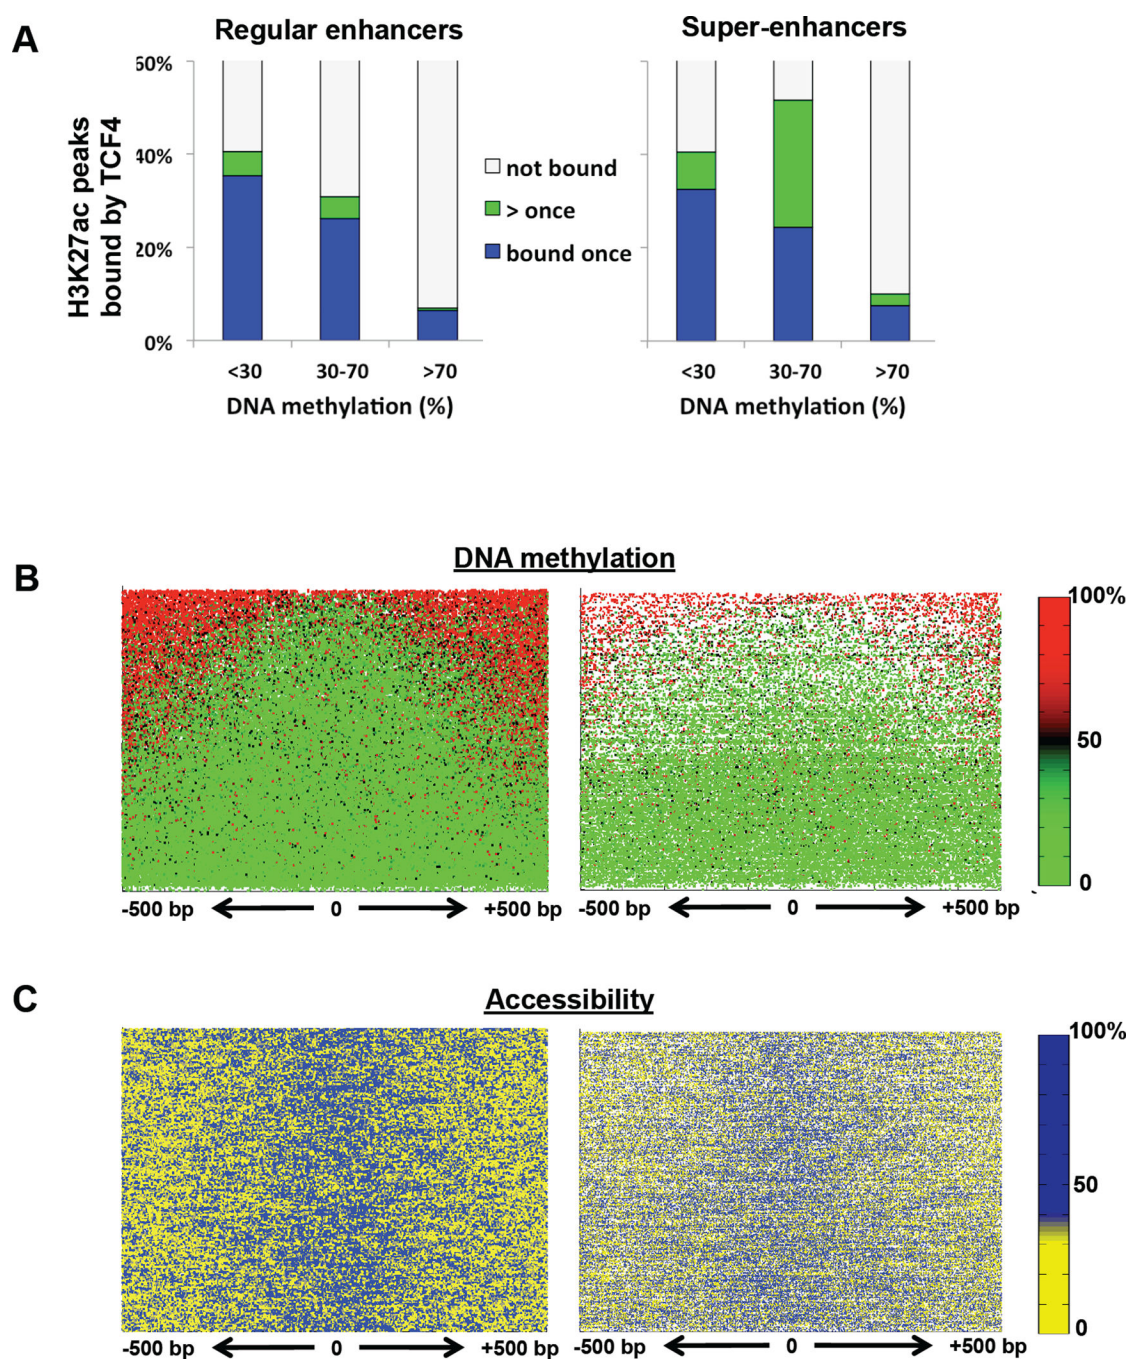 A
Regular enhancers
Super-enhancers
H3K27ac peaks
bound by TCF4
60%
40%
20%
0%
not bound
> once
bound once
<30 30-70 >70
DNA methylation (%)
<30 30-70 >70
DNA methylation (%)
B
DNA methylation
100%
50
0
-500 bp 0 +500 bp
-500 bp 0 +500 bp
C
Accessibility
100%
50
0
-500 bp 0 +500 bp
-500 bp 0 +500 bp